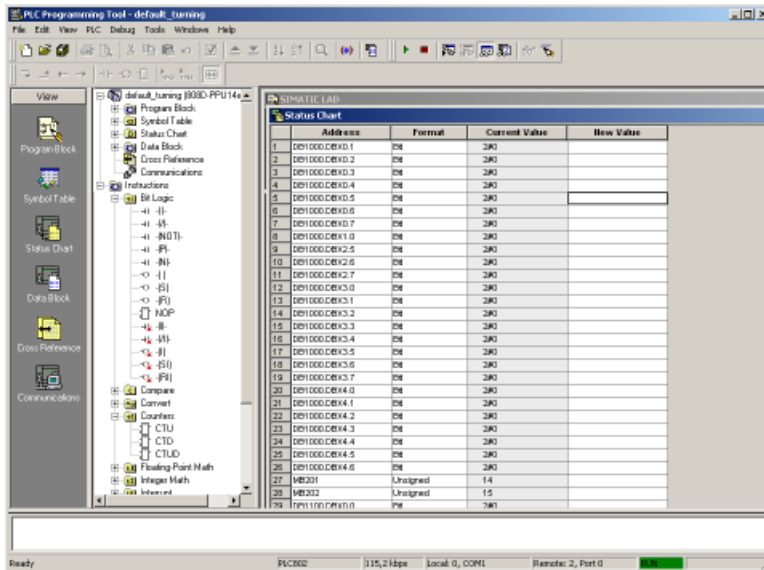 PLC Programming Tool - default_turning
File Edit View PLC Debug Tools Windows Help
View
Program Block
Symbol Table
Status Chart
Data Block
Cross Reference
Communications
default_turning (808D-PPU14x
Program Block
Symbol Table
Status Chart
Data Block
Cross Reference
Communications
Instructions
Bit Logic
-| |-
-|/|-
-|NOT|-
-|P|-
-|N|-
-( )
-(S)
-(R)
NOP
-|I|-
-|/I|-
-(I)
-(SI)
-(RI)
Compare
Convert
Counters
CTU
CTD
CTUD
Floating-Point Math
Integer Math
Interrupt
SIMATIC LAD
Status Chart
Address Format Current Value New Value
1 DB1000.DBX0.1 Bit 2#0
2 DB1000.DBX0.2 Bit 2#0
3 DB1000.DBX0.3 Bit 2#0
4 DB1000.DBX0.4 Bit 2#0
5 DB1000.DBX0.5 Bit 2#0
6 DB1000.DBX0.6 Bit 2#0
7 DB1000.DBX0.7 Bit 2#0
8 DB1000.DBX1.0 Bit 2#0
9 DB1000.DBX2.5 Bit 2#0
10 DB1000.DBX2.6 Bit 2#0
11 DB1000.DBX2.7 Bit 2#0
12 DB1000.DBX3.0 Bit 2#0
13 DB1000.DBX3.1 Bit 2#0
14 DB1000.DBX3.2 Bit 2#0
15 DB1000.DBX3.3 Bit 2#0
16 DB1000.DBX3.4 Bit 2#0
17 DB1000.DBX3.5 Bit 2#0
18 DB1000.DBX3.6 Bit 2#0
19 DB1000.DBX3.7 Bit 2#0
20 DB1000.DBX4.0 Bit 2#0
21 DB1000.DBX4.1 Bit 2#0
22 DB1000.DBX4.2 Bit 2#0
23 DB1000.DBX4.3 Bit 2#0
24 DB1000.DBX4.4 Bit 2#0
25 DB1000.DBX4.5 Bit 2#0
26 DB1000.DBX4.6 Bit 2#0
27 MB201 Unsigned 14
28 MB202 Unsigned 15
29 DB1100.DBX0.0 Bit 2#0
Ready PLC802 115,2 kbps Local: 0, COM1 Remote: 2, Port 0 RUN